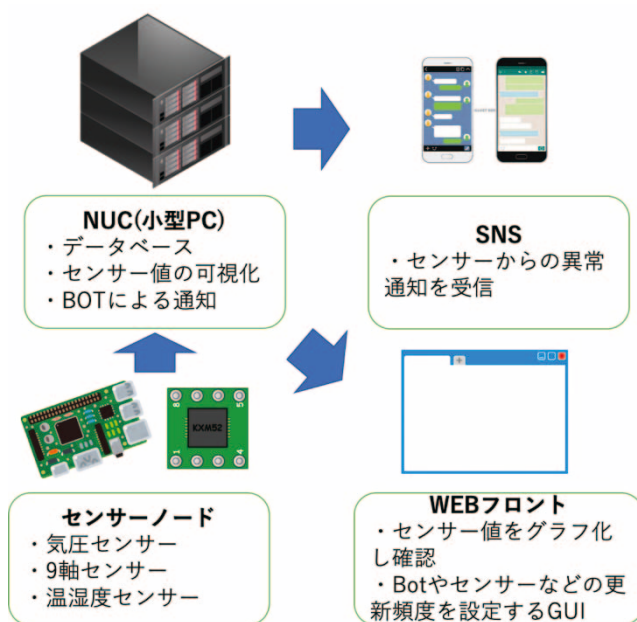 NUC(小型PC)
・データベース
・センサー値の可視化
・BOTによる通知
SNS
・センサーからの異常
通知を受信
KXM52
8
5
1
4
センサーノード
・気圧センサー
・9軸センサー
・温湿度センサー
WEBフロント
・センサー値をグラフ化
し確認
・Botやセンサーなどの更
新頻度を設定するGUI